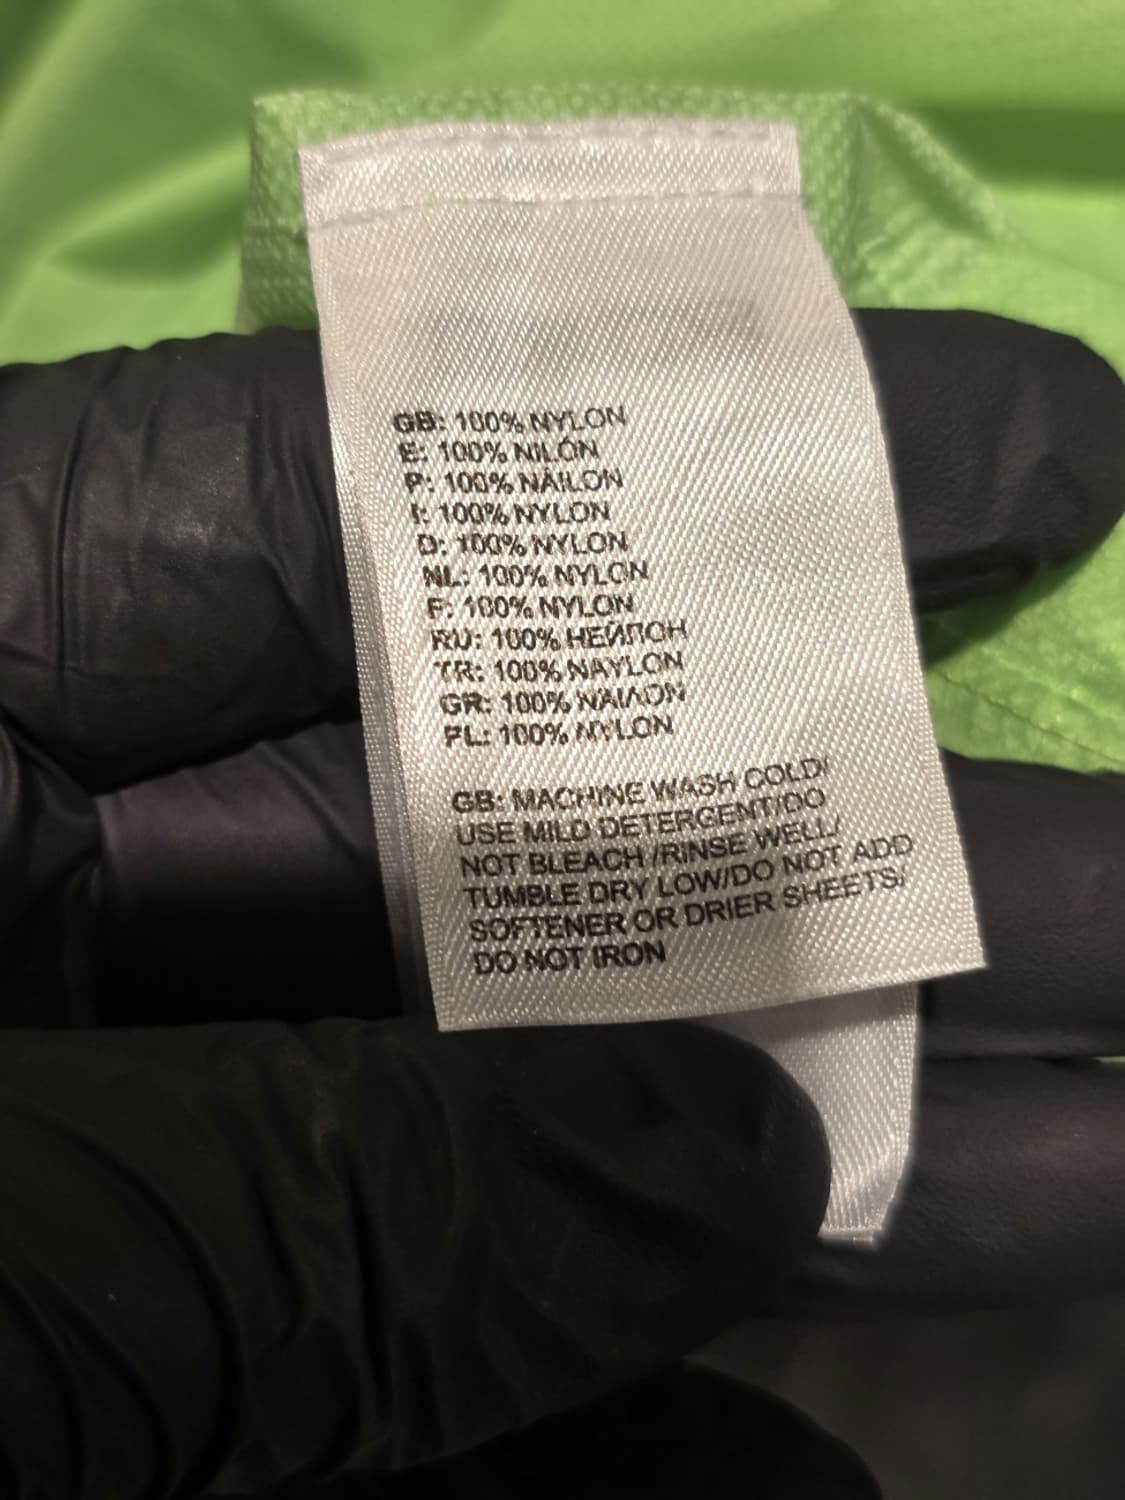 GB: 100% NYLON
E: 100% NILÓN
P: 100% NÁILON
I: 100% NYLON
D: 100% NYLON
NL: 100% NYLON
F: 100% NYLON
RU: 100% НЕЙЛОН
TR: 100% NAYLON
GR: 100% ΝΑΙΛΟΝ
PL: 100% NYLON
GB: MACHINE WASH COLD/
USE MILD DETERGENT/DO
NOT BLEACH /RINSE WELL/
TUMBLE DRY LOW/DO NOT ADD
SOFTENER OR DRIER SHEETS/
DO NOT IRON